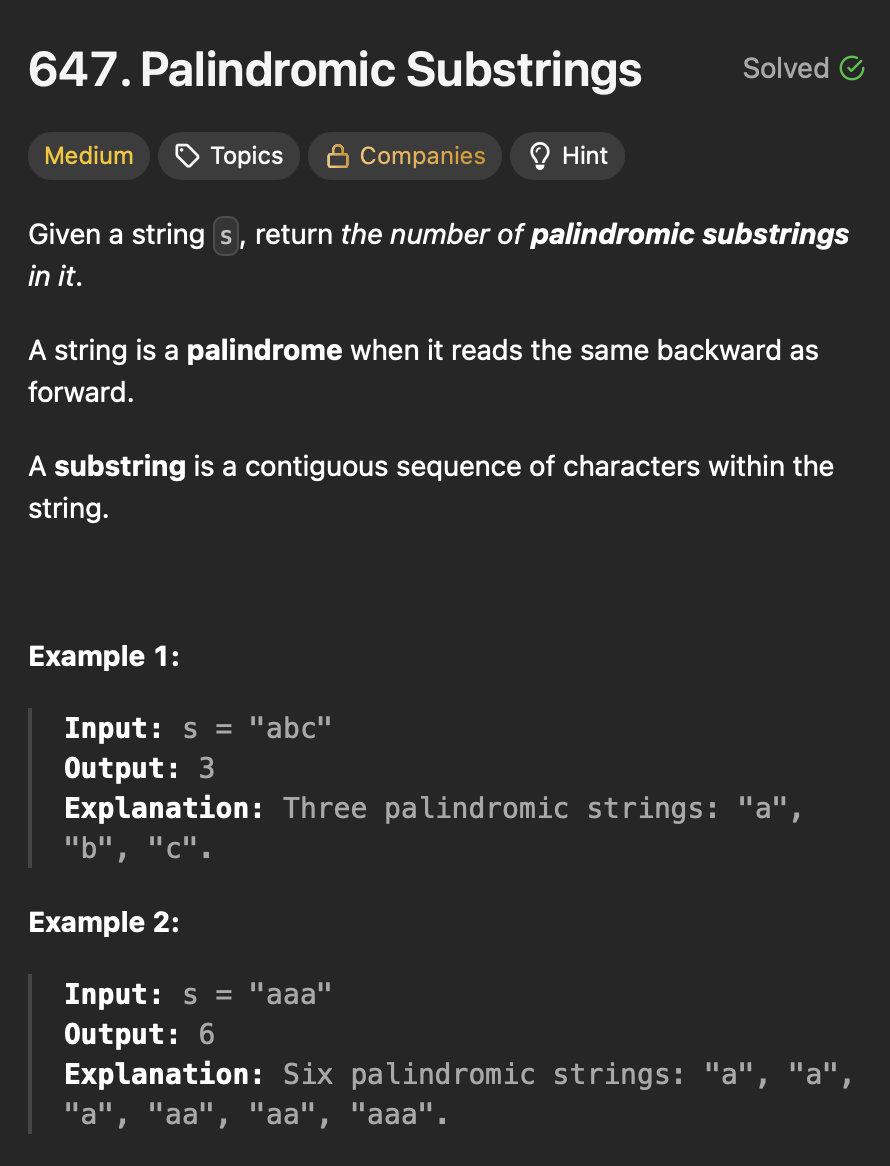 647. Palindromic Substrings
Solved
Medium
Topics
Companies
Hint
Given a string s, return the number of palindromic substrings
in it.
A string is a palindrome when it reads the same backward as
forward.
A substring is a contiguous sequence of characters within the
string.
Example 1:
Input: s = "abc"
Output: 3
Explanation: Three palindromic strings: "a",
"b", "c".
Example 2:
Input: s = "aaa"
Output: 6
Explanation: Six palindromic strings: "a", "a",
"a", "aa", "aa", "aaa".